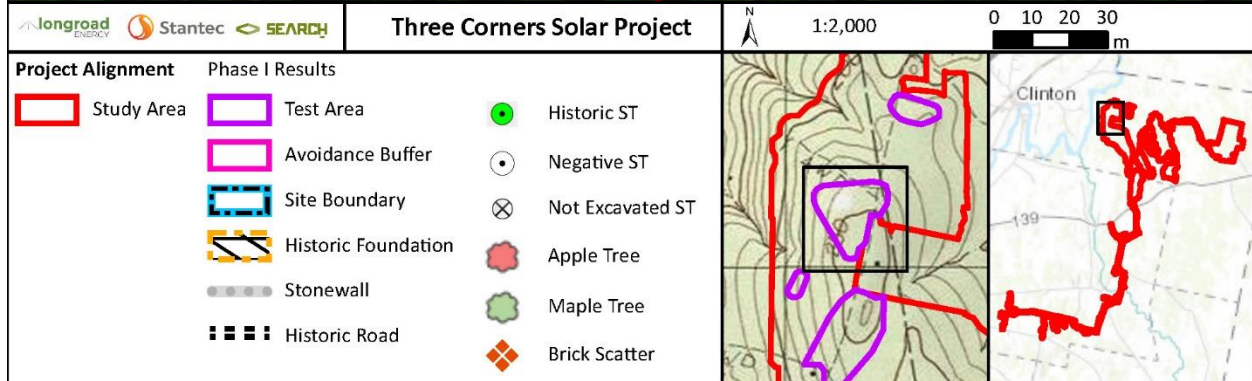 longroad
ENERGY
Stantec
SEARCH
Three Corners Solar Project
N
1:2,000
0 10 20 30
m
Project Alignment
Study Area
Phase I Results
Test Area
Avoidance Buffer
Site Boundary
Historic Foundation
Stonewall
Historic Road
Historic ST
Negative ST
Not Excavated ST
Apple Tree
Maple Tree
Brick Scatter
Clinton
139